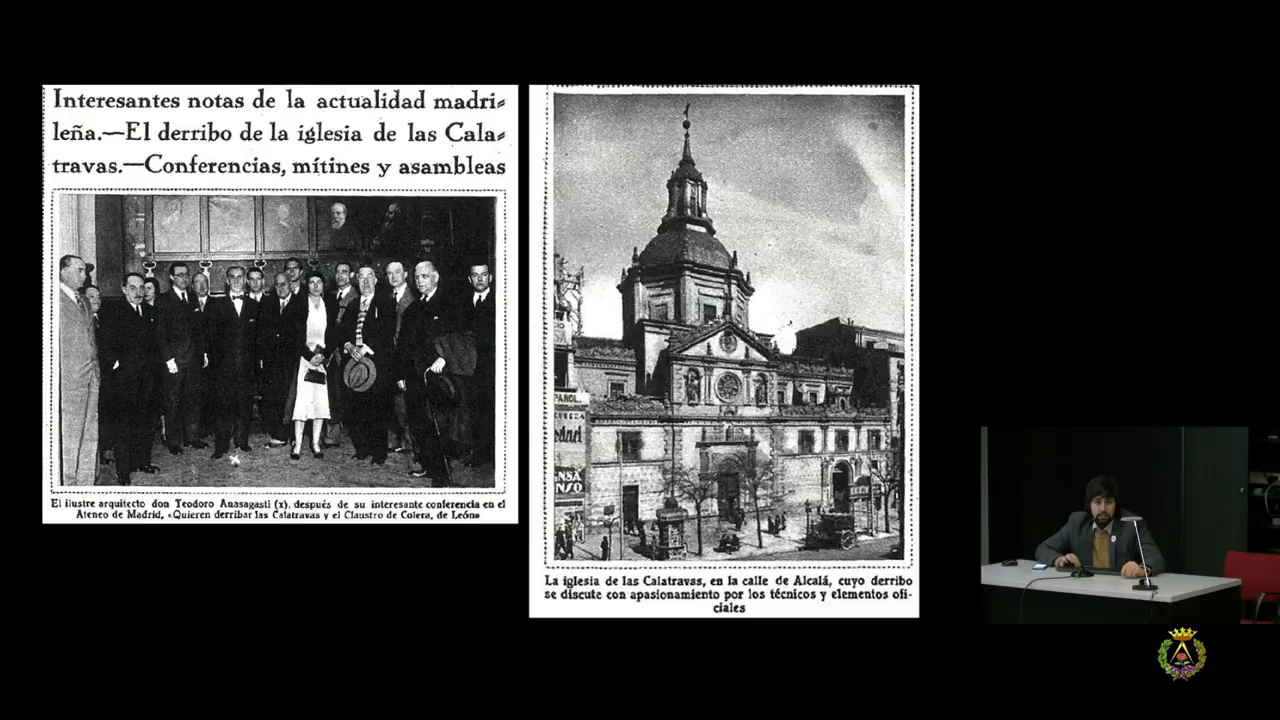 Interesantes notas de la actualidad madri-
leña.—El derribo de la iglesia de las Cala-
travas.—Conferencias, mítines y asambleas
El ilustre arquitecto don Teodoro Anasagasti (x), después de su interesante conferencia en el
Ateneo de Madrid, «Quieren derribar las Calatravas y el Claustro de Colera, de León»
PAÑOL
La iglesia de las Calatravas, en la calle de Alcalá, cuyo derribo
se discute con apasionamiento por los técnicos y elementos ofi-
ciales